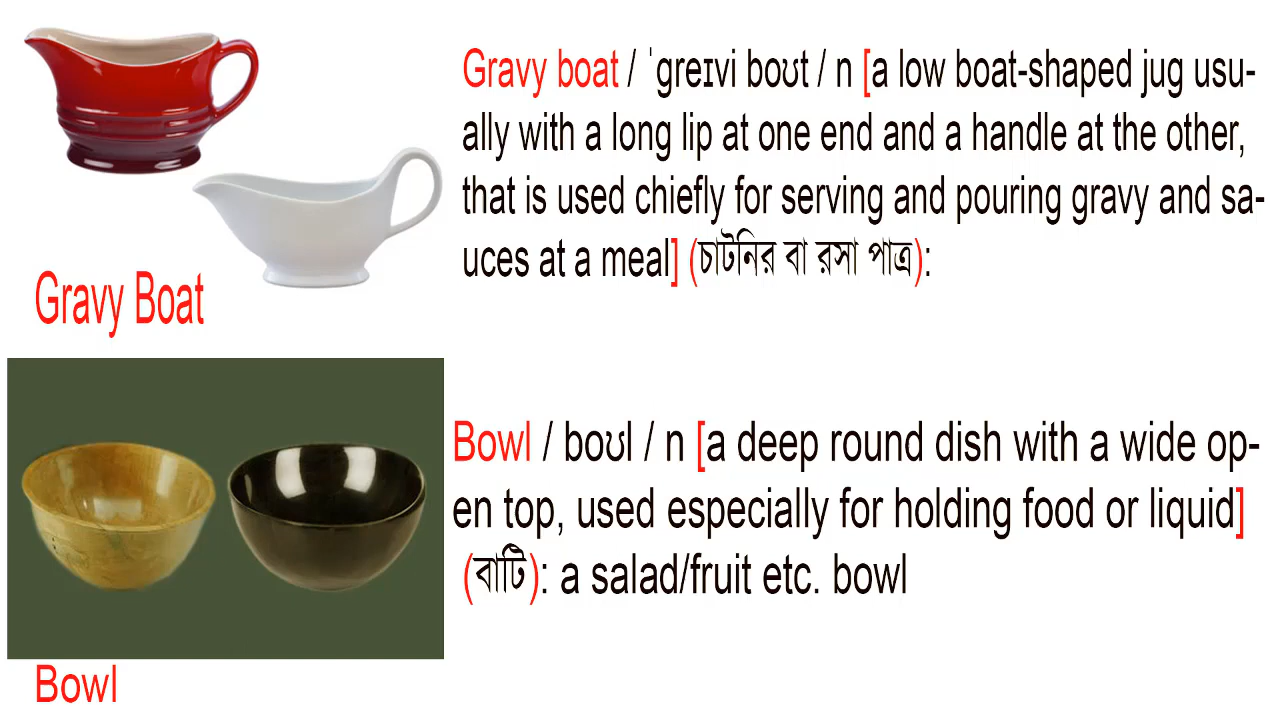 Gravy boat / ˈgreɪvi boʊt / n [a low boat-shaped jug usu-
ally with a long lip at one end and a handle at the other,
that is used chiefly for serving and pouring gravy and sa-
uces at a meal] (চাটনির বা রসা পাত্র):
Gravy Boat
Bowl / boʊl / n [a deep round dish with a wide op-
en top, used especially for holding food or liquid]
(বাটি): a salad/fruit etc. bowl
Bowl